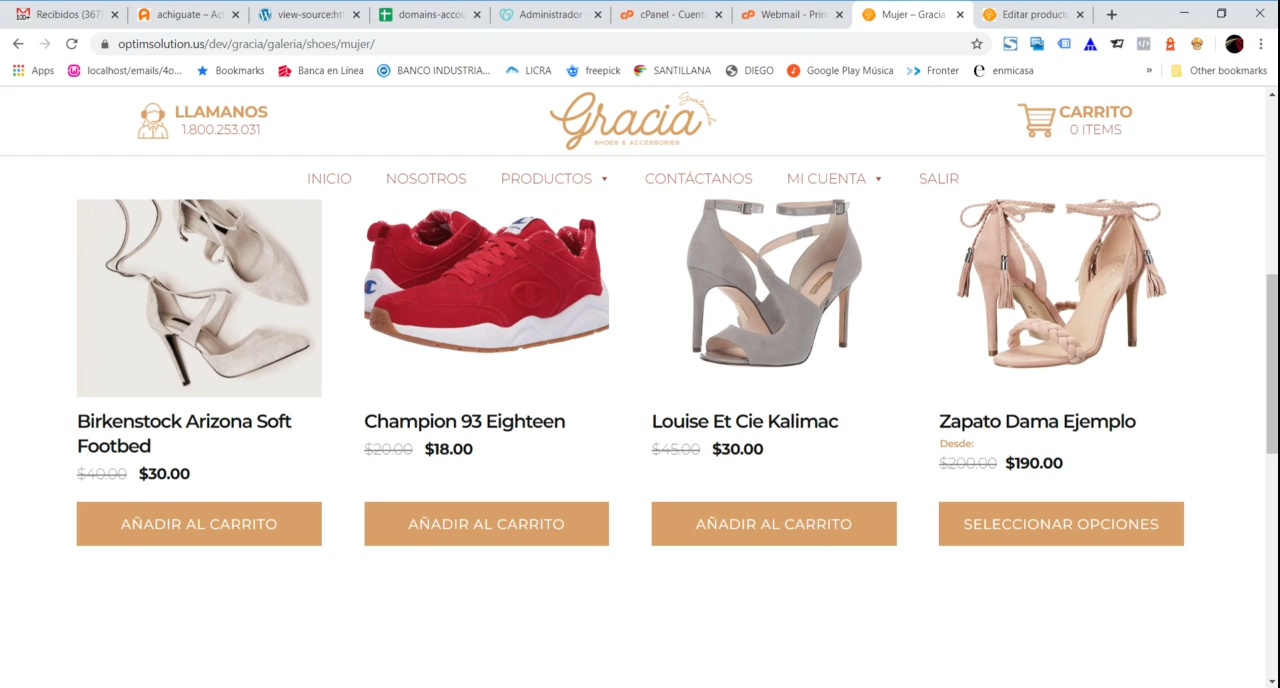 Recibidos (367)
achiguate – Acl
view-source:htt
domains-accou
Administrador
cPanel - Cuent
Webmail - Prin
Mujer – Gracia
Editar product
optimsolution.us/dev/gracia/galeria/shoes/mujer/
Apps
localhost/emails/4o...
Bookmarks
Banca en Línea
BANCO INDUSTRIA...
LICRA
freepick
SANTILLANA
DIEGO
Google Play Música
Fronter
enmicasa
»
Other bookmarks
LLAMANOS
1.800.253.031
Gracia
Guatemala
SHOES & ACCESSORIES
CARRITO
0 ITEMS
INICIO NOSOTROS PRODUCTOS CONTÁCTANOS MI CUENTA SALIR
Birkenstock Arizona Soft
Footbed
$40.00 $30.00
AÑADIR AL CARRITO
Champion 93 Eighteen
$20.00 $18.00
AÑADIR AL CARRITO
Louise Et Cie Kalimac
$45.00 $30.00
AÑADIR AL CARRITO
Zapato Dama Ejemplo
Desde:
$200.00 $190.00
SELECCIONAR OPCIONES